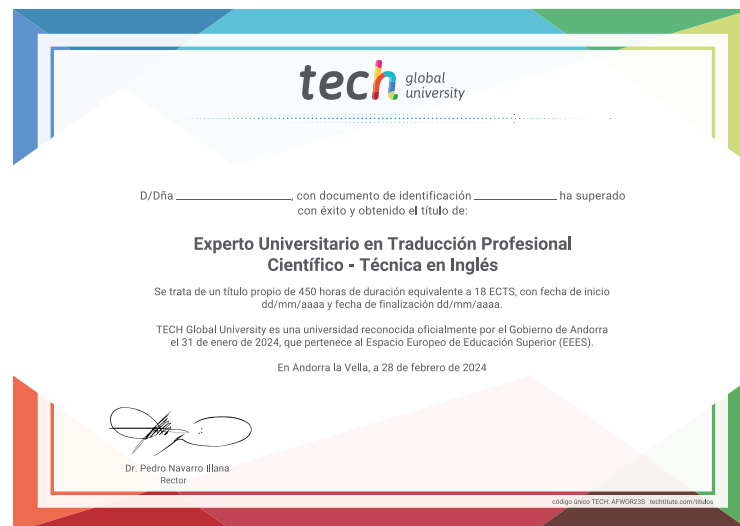 tech global university
D/Dña ____________________, con documento de identificación ______________ ha superado
con éxito y obtenido el título de:
Experto Universitario en Traducción Profesional
Científico - Técnica en Inglés
Se trata de un título propio de 450 horas de duración equivalente a 18 ECTS, con fecha de inicio
dd/mm/aaaa y fecha de finalización dd/mm/aaaa.
TECH Global University es una universidad reconocida oficialmente por el Gobierno de Andorra
el 31 de enero de 2024, que pertenece al Espacio Europeo de Educación Superior (EEES).
En Andorra la Vella, a 28 de febrero de 2024
Dr. Pedro Navarro Illana
Rector
código único TECH: AFWOR23S techtitute.com/titulos